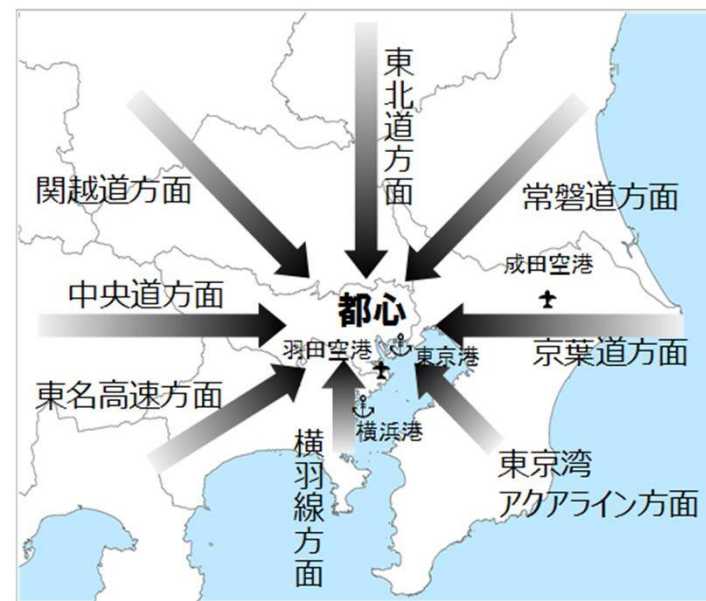 東北道方面
関越道方面
常磐道方面
成田空港
中央道方面
都心
羽田空港
東京港
京葉道方面
東名高速方面
横浜港
横羽線方面
東京湾
アクアライン方面